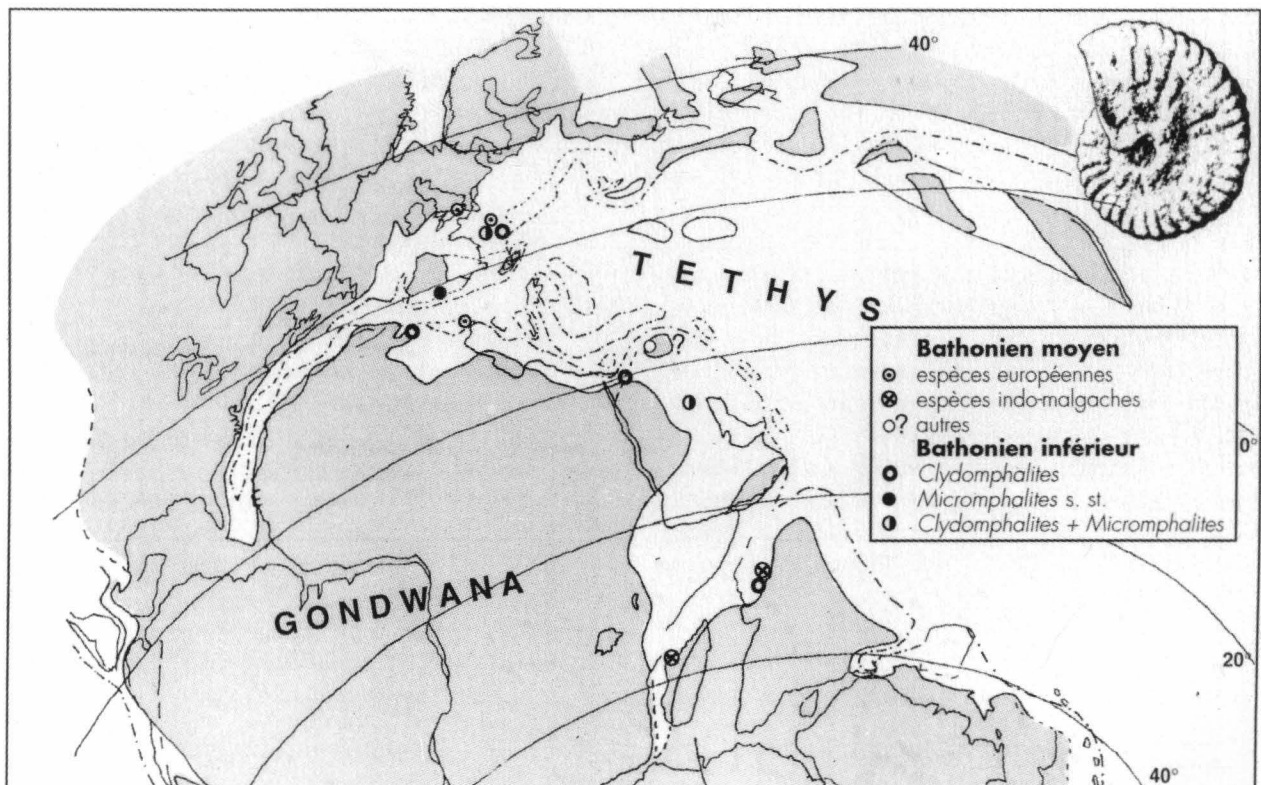 40°
TETHYS
?
Bathonien moyen
⊙ espèces européennes
⊗ espèces indo-malgaches
○? autres
Bathonien inférieur
Clydomphalites
Micromphalites s. st.
Clydomphalites + Micromphalites
0°
GONDWANA
20°
40°